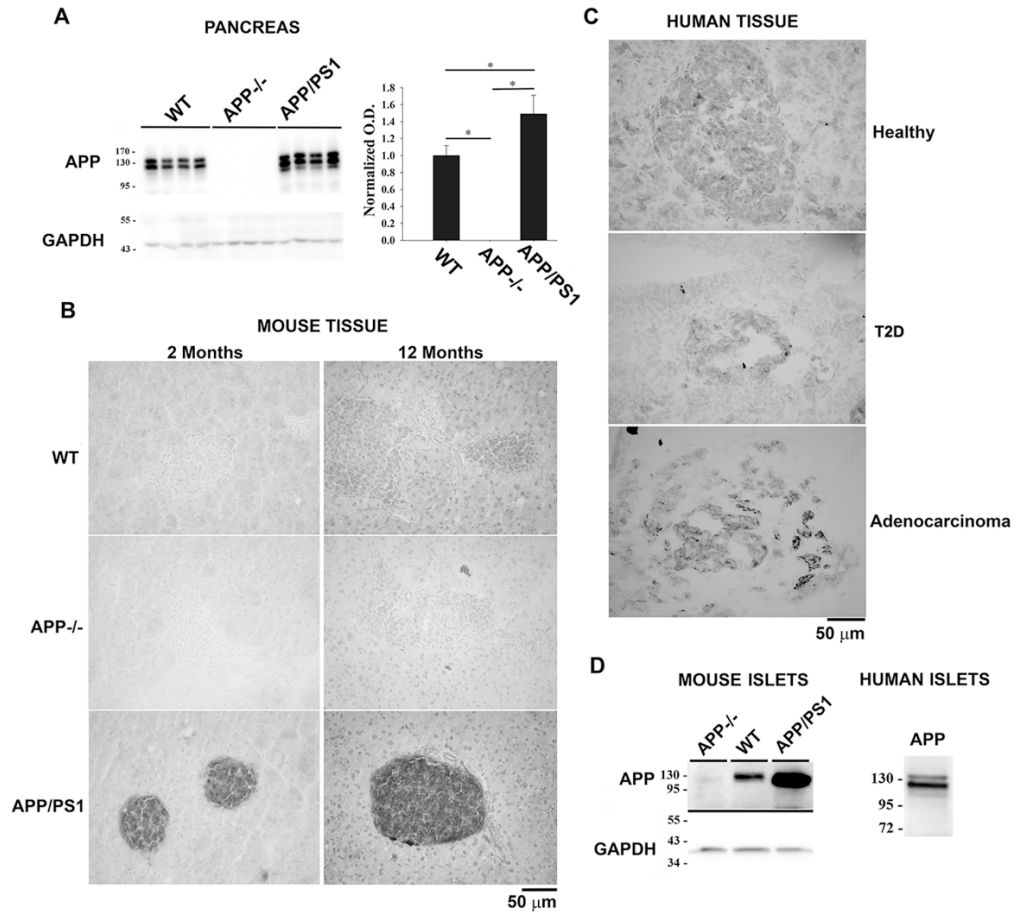 A
PANCREAS
WT
APP-/-
APP/PS1
APP
170 -
130 -
95 -
GAPDH
55 -
43 -
Normalized O.D.
1.8
1.6
1.4
1.2
1.0
0.8
0.6
0.4
0.2
0.0
*
*
*
WT
APP-/-
APP/PS1
B
MOUSE TISSUE
2 Months
12 Months
WT
APP-/-
APP/PS1
50 μm
C
HUMAN TISSUE
Healthy
T2D
Adenocarcinoma
50 μm
D
MOUSE ISLETS
APP-/-
WT
APP/PS1
APP
130 -
95 -
55 -
GAPDH
43 -
34 -
HUMAN ISLETS
APP
130 -
95 -
72 -